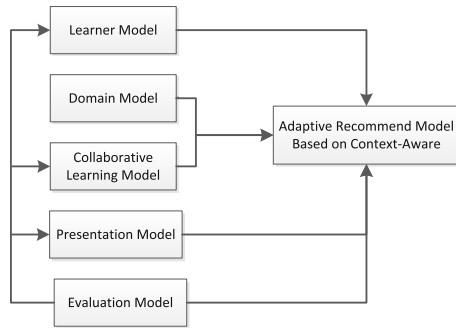 Learner Model
Domain Model
Collaborative
Learning Model
Presentation Model
Evaluation Model
Adaptive Recommend Model
Based on Context-Aware